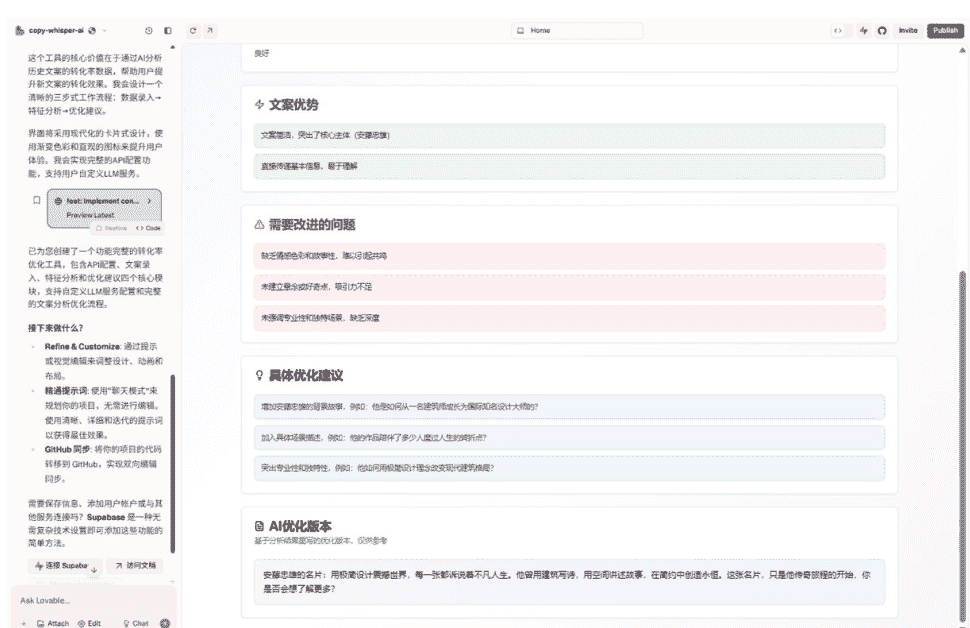 copy-whisper-ai
Home
Invite
Publish
这个工具的核心价值在于通过AI分析
历史文案的转化率数据，帮助用户提
升新文案的转化效果。我会设计一个
清晰的三步式工作流程：数据录入→
特征分析→优化建议。
界面将采用现代化的卡片式设计，使
用渐变色彩和直观的图标来提升用户
体验。我会实现完整的API配置功
能，支持用户自定义LLM服务。
feat: Implement con...
Preview Latest
Restore
Code
已为您创建了一个功能完整的转化率
优化工具，包含API配置、文案录
入、特征分析和优化建议四个核心模
块，支持自定义LLM服务配置和完整
的文案分析优化流程。
接下来做什么？
Refine & Customize: 通过提示
或视觉编辑来调整设计、动画和
布局。
精通提示词: 使用“聊天模式”来
规划你的项目，无需进行编辑。
使用清晰、详细和迭代的提示词
以获得最佳效果。
GitHub 同步: 将你的项目的代码
转移到 GitHub，实现双向编辑
同步。
需要保存信息、添加用户帐户或与其
他服务连接吗？Supabase 是一种无
需复杂技术设置即可添加这些功能的
简单方法。
连接 Supaba
访问文档
Ask Lovable...
Attach
Edit
Chat
良好
文案优势
文案简洁，突出了核心主体（安藤忠雄）
直接传递基本信息，易于理解
需要改进的问题
缺乏情感色彩和故事性，难以引起共鸣
未建立悬念或好奇点，吸引力不足
未强调专业性和独特场景，缺乏深度
具体优化建议
增加安藤忠雄的背景故事，例如：他是如何从一名建筑师成长为国际知名设计大师的？
加入具体场景描述，例如：他的作品陪伴了多少人度过人生的转折点？
突出专业性和独特性，例如：他如何用极简设计理念改变现代建筑格局？
AI优化版本
基于分析结果重写的优化版本，仅供参考
安藤忠雄的名片：用极简设计震撼世界，每一张都诉说着不凡人生。他曾用建筑写诗，用空间讲述故事，在简约中创造永恒。这张名片，只是他传奇旅程的开始，你
是否会想了解更多？